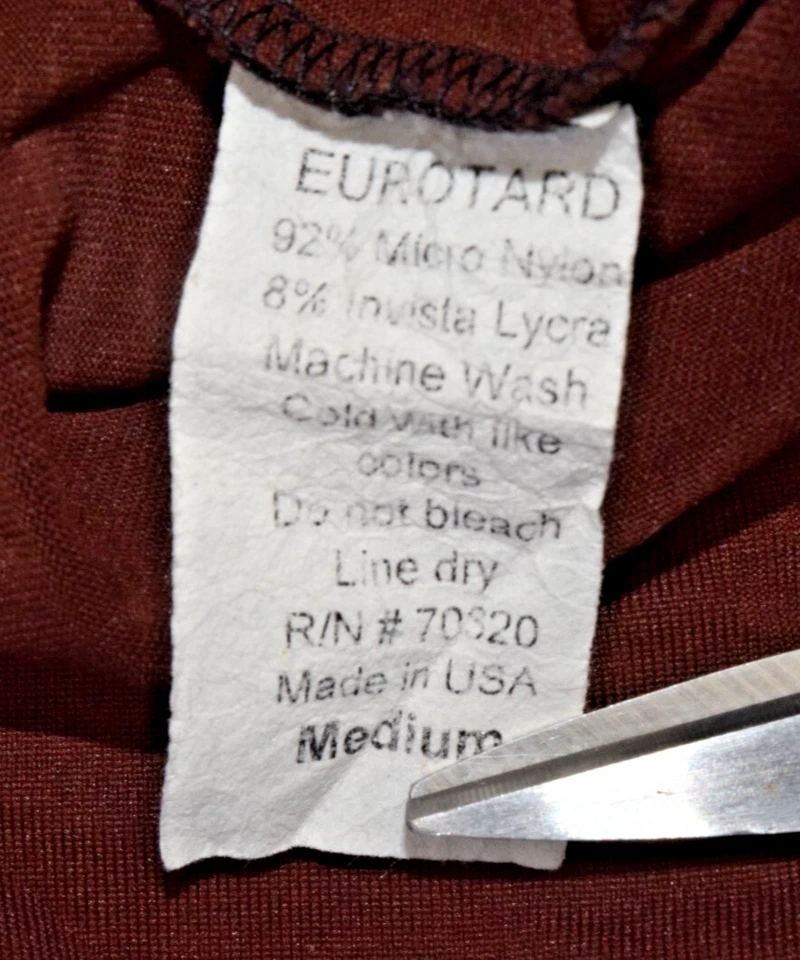 EUROTARD
92% Micro Nylon
8% Invista Lycra
Machine Wash
Cold with like
colors
Do not bleach
Line dry
R/N # 70320
Made in USA
Medium